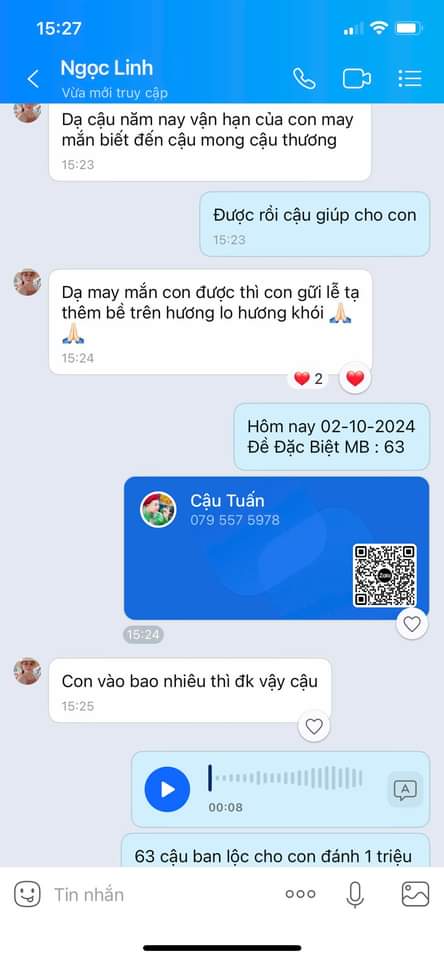 15:27
Ngọc Linh
Vừa mới truy cập
Dạ cậu năm nay vận hạn của con may
mắn biết đến cậu mong cậu thương
15:23
Được rồi cậu giúp cho con
15:23
Dạ may mắn con được thì con gữi lễ tạ
thêm bề trên hương lo hương khói 🙏🏻
🙏🏻
15:24
❤️ 2
Hôm nay 02-10-2024
Đề Đặc Biệt MB : 63
Cậu Tuấn
079 557 5978
Zalo
15:24
Con vào bao nhiêu thì đk vậy cậu
15:25
00:08
A
63 cậu ban lộc cho con đánh 1 triệu
Tin nhắn